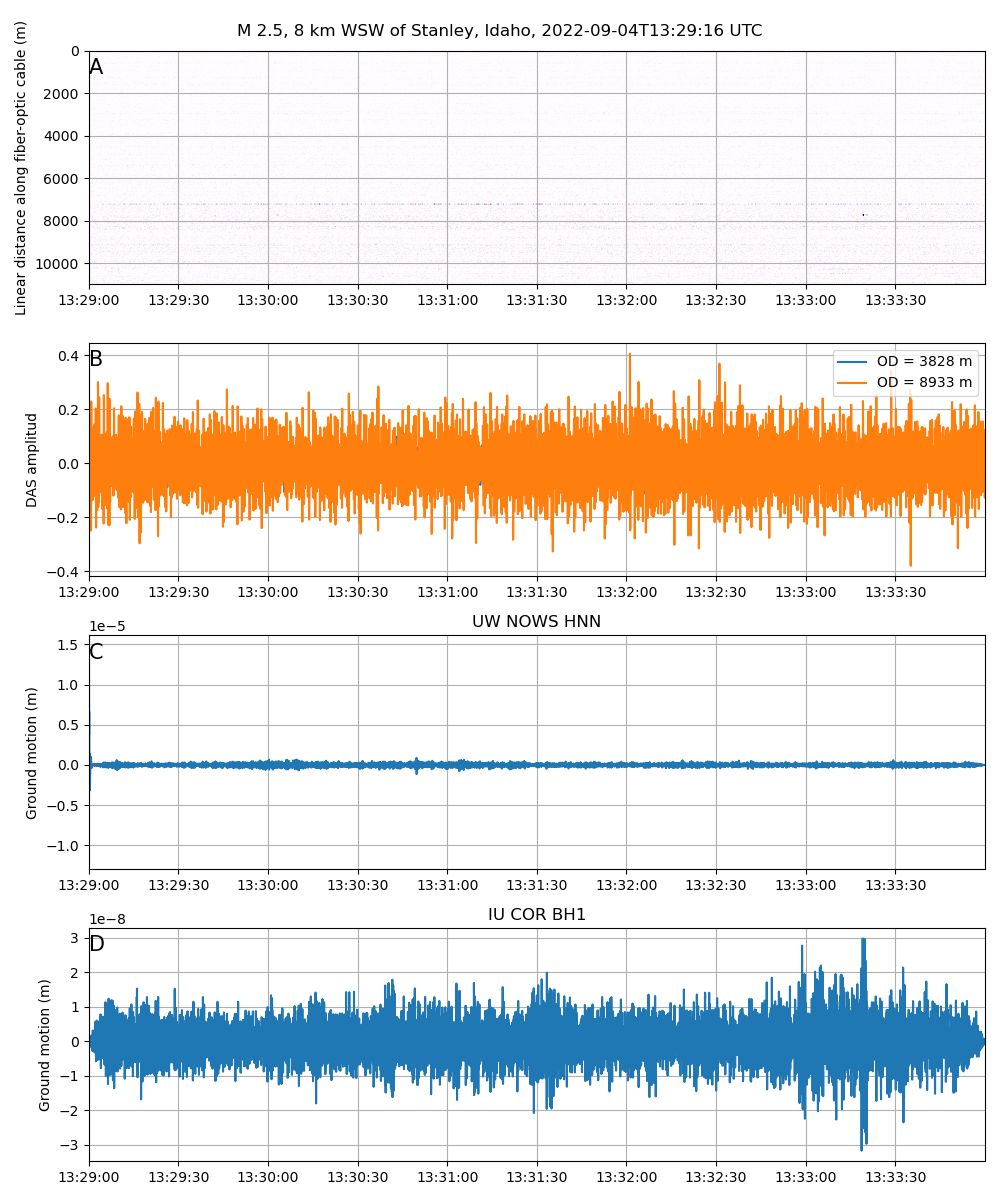 M 2.5, 8 km WSW of Stanley, Idaho, 2022-09-04T13:29:16 UTC
A
Linear distance along fiber-optic cable (m)
0
2000
4000
6000
8000
10000
13:29:00 13:29:30 13:30:00 13:30:30 13:31:00 13:31:30 13:32:00 13:32:30 13:33:00 13:33:30
B
OD = 3828 m
OD = 8933 m
DAS amplitud
0.4
0.2
0.0
−0.2
−0.4
13:29:00 13:29:30 13:30:00 13:30:30 13:31:00 13:31:30 13:32:00 13:32:30 13:33:00 13:33:30
UW NOWS HNN
1e−5
C
Ground motion (m)
1.5
1.0
0.5
0.0
−0.5
−1.0
13:29:00 13:29:30 13:30:00 13:30:30 13:31:00 13:31:30 13:32:00 13:32:30 13:33:00 13:33:30
IU COR BH1
1e−8
D
Ground motion (m)
3
2
1
0
−1
−2
−3
13:29:00 13:29:30 13:30:00 13:30:30 13:31:00 13:31:30 13:32:00 13:32:30 13:33:00 13:33:30